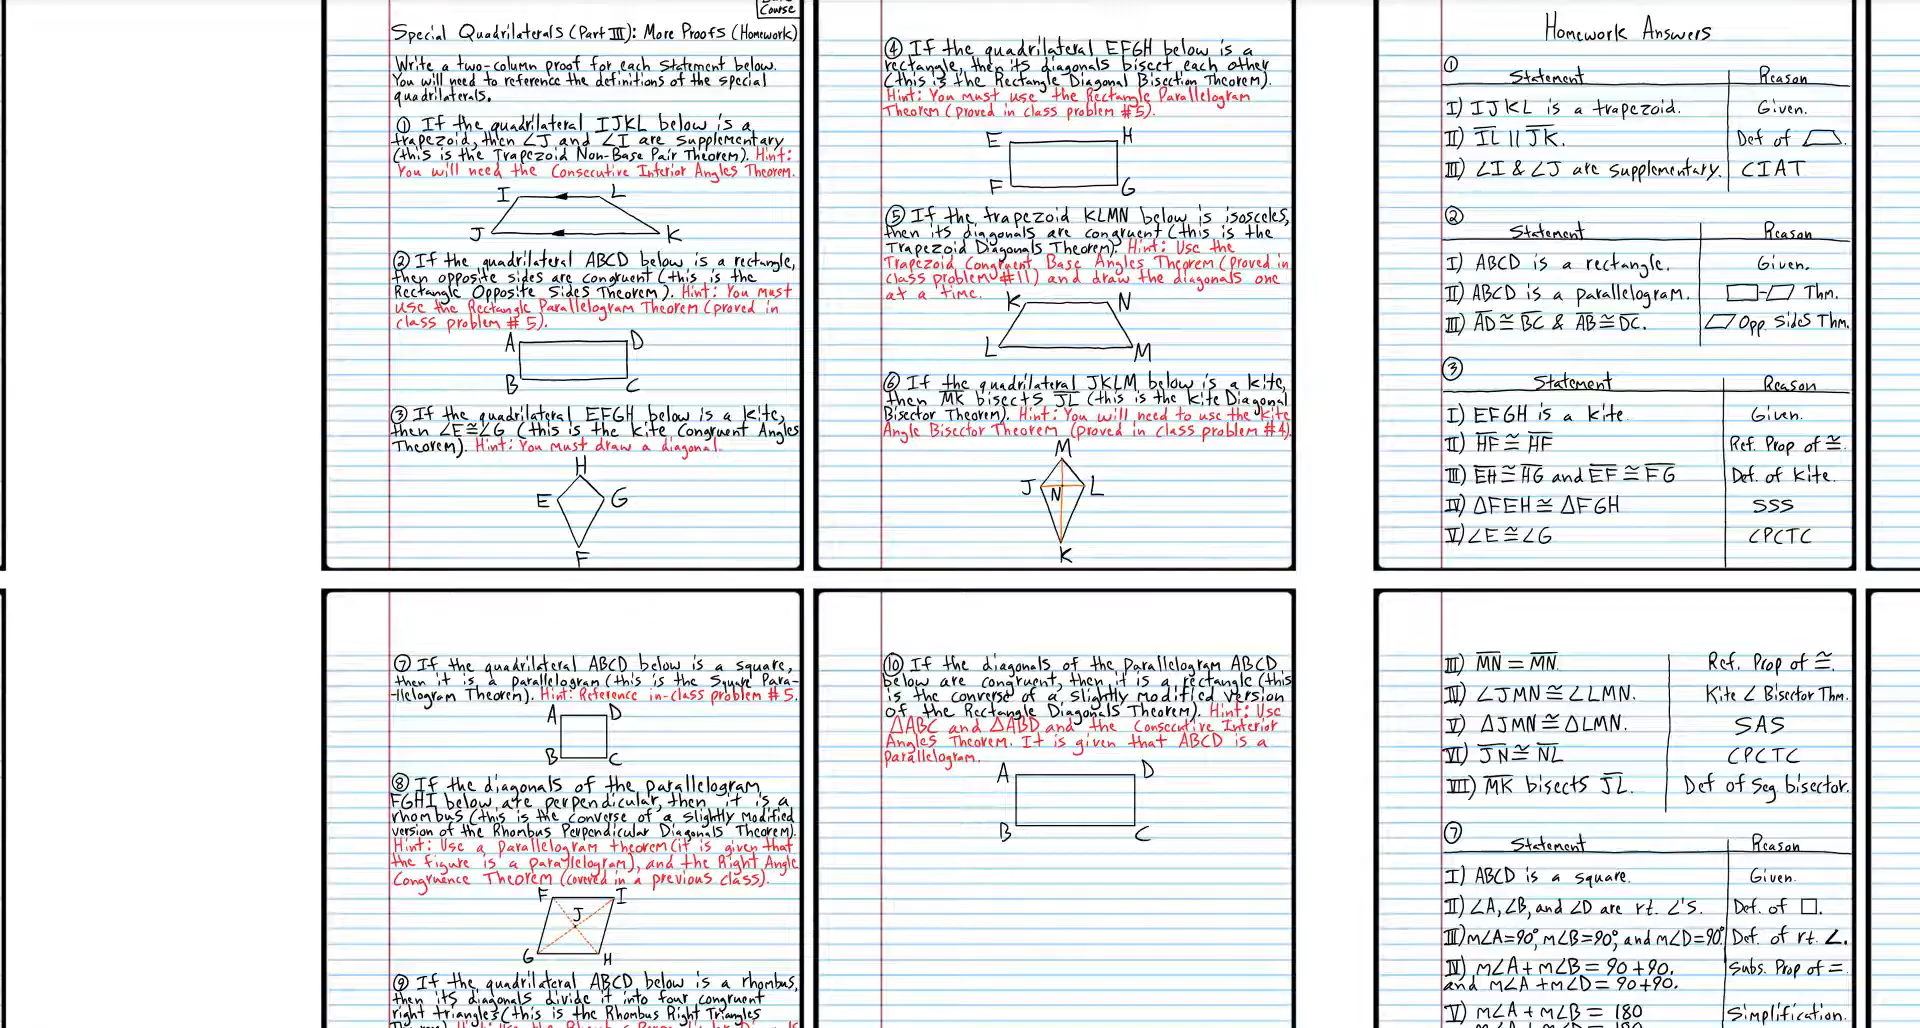 Course
Special Quadrilaterals (Part III): More Proofs (Homework)
Write a two-column proof for each statement below.
You will need to reference the definitions of the special
quadrilaterals.
① If the quadrilateral IJKL below is a
trapezoid, then ∠J and ∠I are supplementary
(this is the Trapezoid Non-Base Pair Theorem). Hint:
You will need the Consecutive Interior Angles Theorem.
I L
J K
② If the quadrilateral ABCD below is a rectangle,
then opposite sides are congruent (this is the
Rectangle Opposite Sides Theorem). Hint: You must
use the Rectangle Parallelogram Theorem (proved in
class problem # 5).
A D
B C
③ If the quadrilateral EFGH below is a kite,
then ∠E≅∠G (this is the Kite Congruent Angles
Theorem). Hint: You must draw a diagonal.
H
E G
F
④ If the quadrilateral EFGH below is a
rectangle, then its diagonals bisect each other
(this is the Rectangle Diagonal Bisection Theorem).
Hint: You must use the Rectangle Parallelogram
Theorem (proved in class problem #5).
E H
F G
⑤ If the trapezoid KLMN below is isosceles,
then its diagonals are congruent (this is the
Trapezoid Diagonals Theorem). Hint: Use the
Trapezoid Congruent Base Angles Theorem (proved in
class problem #11) and draw the diagonals one
at a time.
K N
L M
⑥ If the quadrilateral JKLM below is a kite,
then MK bisects JL (this is the Kite Diagonal
Bisector Theorem). Hint: You will need to use the Kite
Angle Bisector Theorem (proved in class problem #4).
M
J N L
K
Homework Answers
①
Statement Reason
I) IJKL is a trapezoid. Given.
II) IL || JK. Def of ⏢.
III) ∠I & ∠J are supplementary. CIAT
②
Statement Reason
I) ABCD is a rectangle. Given.
II) ABCD is a parallelogram. ▭-▱ Thm.
III) AD≅BC & AB≅DC. ▱ Opp. Sides Thm.
③
Statement Reason
I) EFGH is a kite. Given.
II) HF ≅ HF Ref. Prop of ≅.
III) EH≅HG and EF≅FG Def. of kite.
IV) ΔFEH≅ΔFGH SSS
V) ∠E≅∠G CPCTC
⑦ If the quadrilateral ABCD below is a square,
then it is a parallelogram (this is the Square Para-
-llelogram Theorem). Hint: Reference in-class problem # 5.
A D
B C
⑧ If the diagonals of the parallelogram
FGHI below are perpendicular, then it is a
rhombus (this is the converse of a slightly modified
version of the Rhombus Perpendicular Diagonals Theorem).
Hint: Use a parallelogram theorem (it is given that
the figure is a parallelogram), and the Right Angle
Congruence Theorem (covered in a previous class).
F I
J
G H
⑨ If the quadrilateral ABCD below is a rhombus,
then its diagonals divide it into four congruent
right triangles (this is the Rhombus Right Triangles
⑩ If the diagonals of the parallelogram ABCD
below are congruent, then it is a rectangle (this
is the converse of a slightly modified version
of the Rectangle Diagonals Theorem). Hint: Use
ΔABC and ΔABD and the Consecutive Interior
Angles Theorem. It is given that ABCD is a
parallelogram.
A D
B C
III) MN = MN. Ref. Prop of ≅.
IV) ∠JMN≅∠LMN. Kite ∠ Bisector Thm.
V) ΔJMN≅ΔLMN. SAS
VI) JN≅NL CPCTC
VII) MK bisects JL. Def of Seg bisector.
⑦
Statement Reason
I) ABCD is a square. Given.
II) ∠A, ∠B, and ∠D are rt. ∠'s. Def. of □.
III) m∠A=90°, m∠B=90°, and m∠D=90°. Def. of rt. ∠.
IV) m∠A+m∠B=90+90. Subs. Prop of =.
and m∠A+m∠D=90+90.
V) m∠A+m∠B = 180 Simplification.